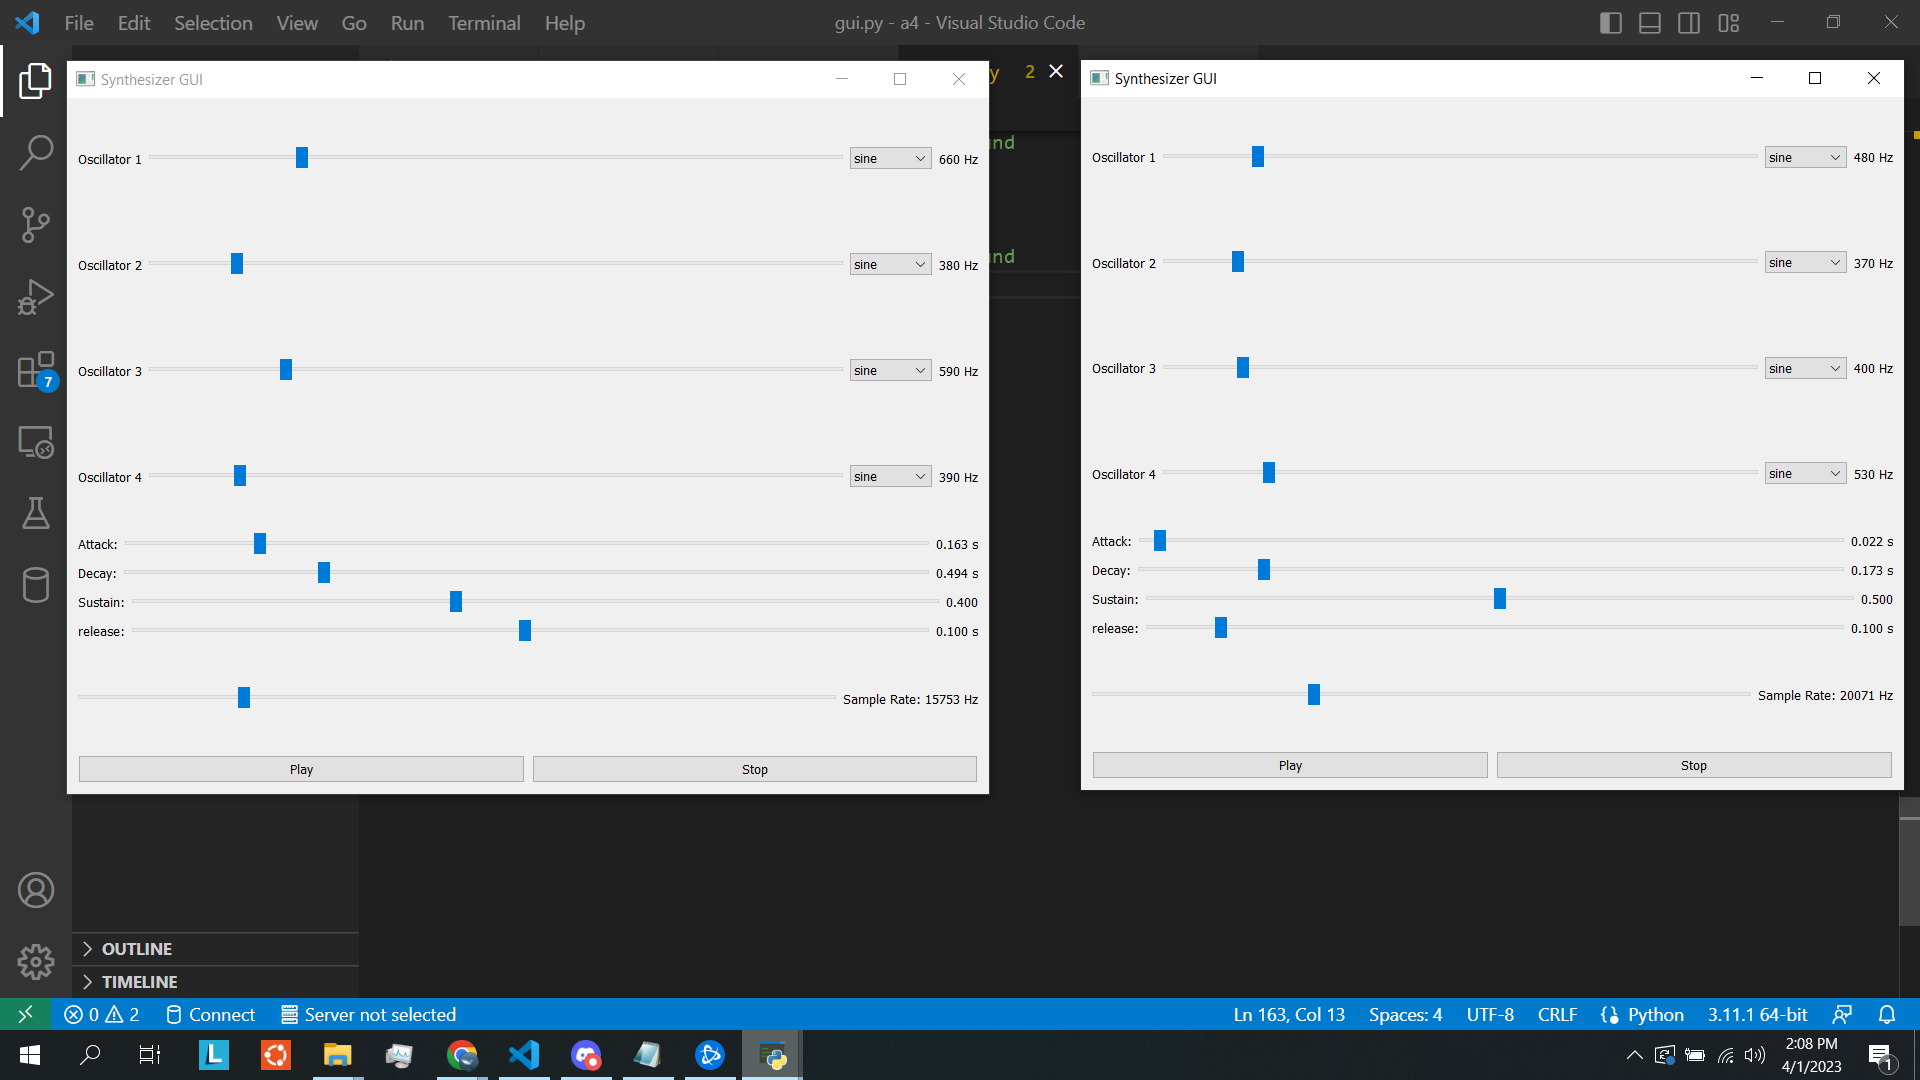 File Edit Selection View Go Run Terminal Help
gui.py - a4 - Visual Studio Code
Synthesizer GUI
Oscillator 1 sine 660 Hz
Oscillator 2 sine 380 Hz
Oscillator 3 sine 590 Hz
Oscillator 4 sine 390 Hz
Attack: 0.163 s
Decay: 0.494 s
Sustain: 0.400
release: 0.100 s
Sample Rate: 15753 Hz
Play Stop
y 2
und
und
Synthesizer GUI
Oscillator 1 sine 480 Hz
Oscillator 2 sine 370 Hz
Oscillator 3 sine 400 Hz
Oscillator 4 sine 530 Hz
Attack: 0.022 s
Decay: 0.173 s
Sustain: 0.500
release: 0.100 s
Sample Rate: 20071 Hz
Play Stop
7
OUTLINE
TIMELINE
0 2 Connect Server not selected Ln 163, Col 13 Spaces: 4 UTF-8 CRLF Python 3.11.1 64-bit
L
2:08 PM
4/1/2023
1